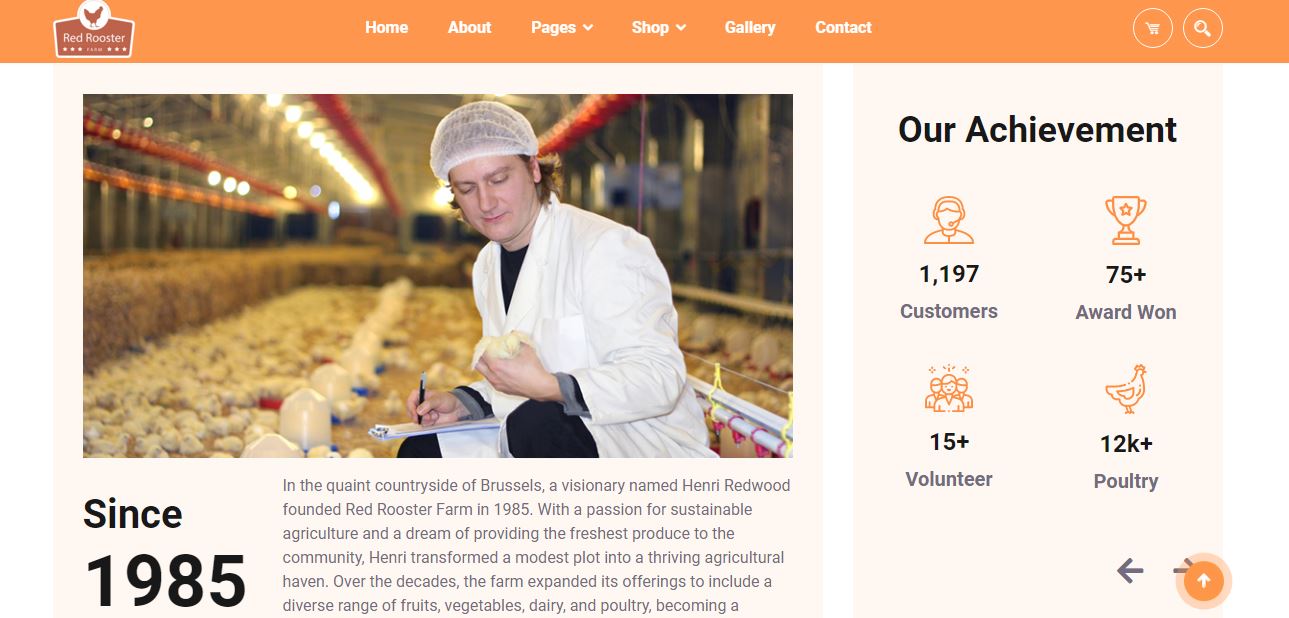 Red Rooster
FARM
Home
About
Pages
Shop
Gallery
Contact
Since
1985
In the quaint countryside of Brussels, a visionary named Henri Redwood
founded Red Rooster Farm in 1985. With a passion for sustainable
agriculture and a dream of providing the freshest produce to the
community, Henri transformed a modest plot into a thriving agricultural
haven. Over the decades, the farm expanded its offerings to include a
diverse range of fruits, vegetables, dairy, and poultry, becoming a
Our Achievement
1,197
Customers
75+
Award Won
15+
Volunteer
12k+
Poultry